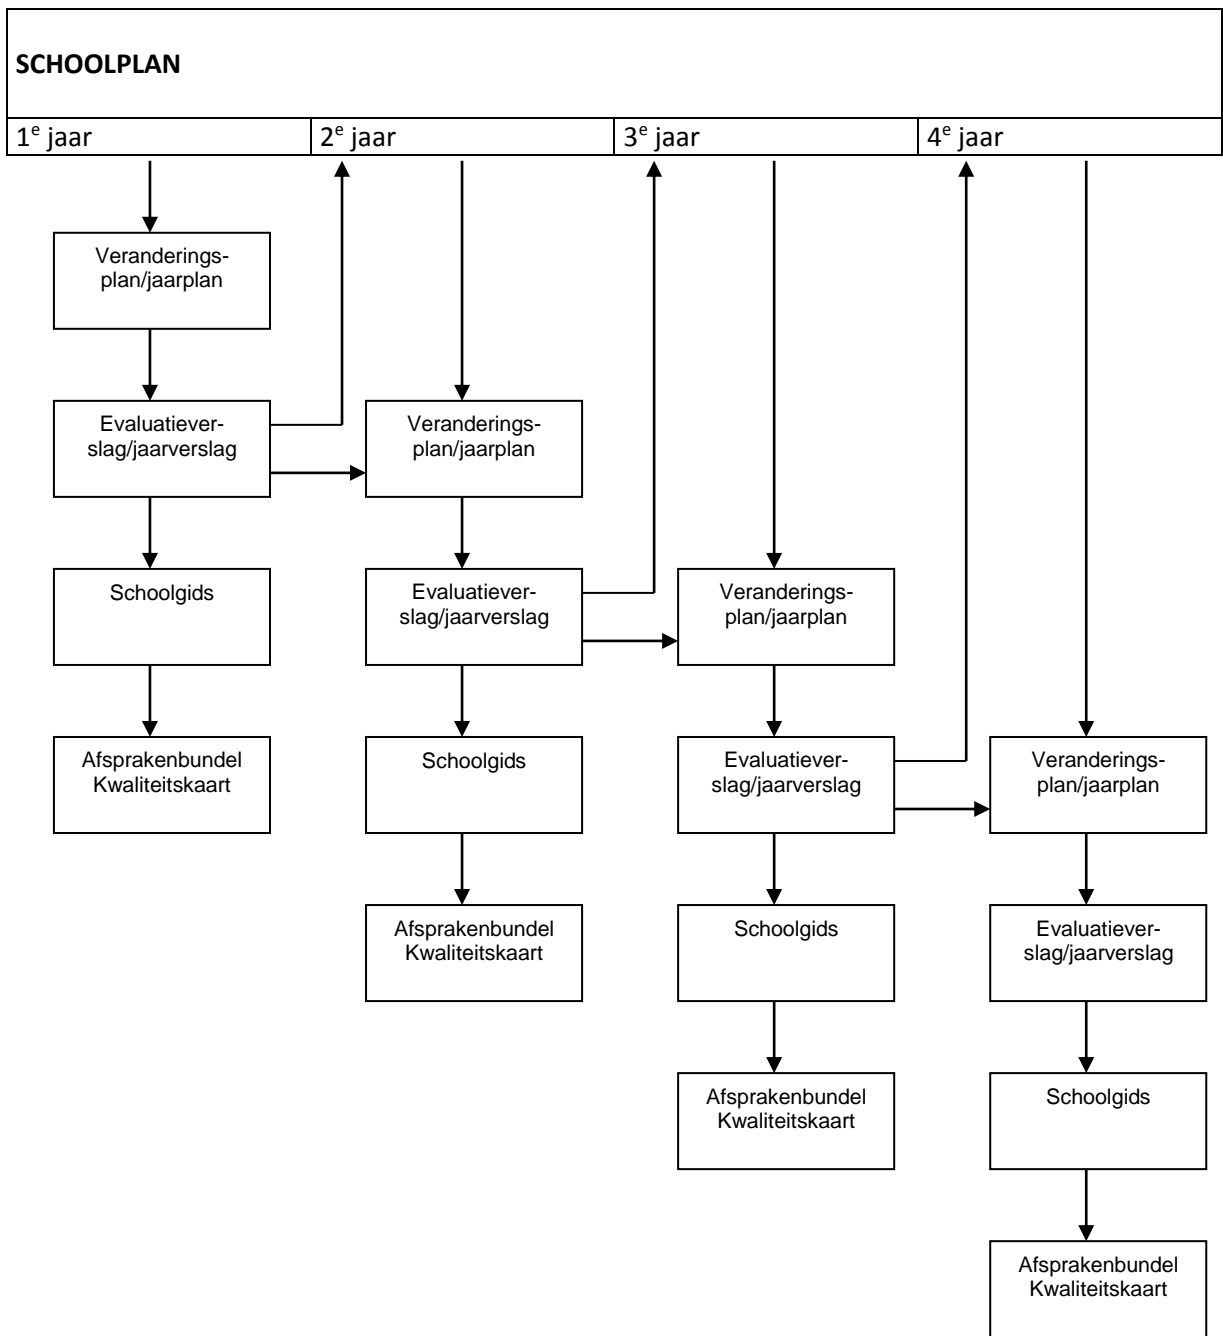 SCHOOLPLAN
1e jaar
2e jaar
3e jaar
4e jaar
Veranderings-
plan/jaarplan
Evaluatiever-
slag/jaarverslag
Schoolgids
Afsprakenbundel
Kwaliteitskaart
Veranderings-
plan/jaarplan
Evaluatiever-
slag/jaarverslag
Schoolgids
Afsprakenbundel
Kwaliteitskaart
Veranderings-
plan/jaarplan
Evaluatiever-
slag/jaarverslag
Schoolgids
Afsprakenbundel
Kwaliteitskaart
Veranderings-
plan/jaarplan
Evaluatiever-
slag/jaarverslag
Schoolgids
Afsprakenbundel
Kwaliteitskaart